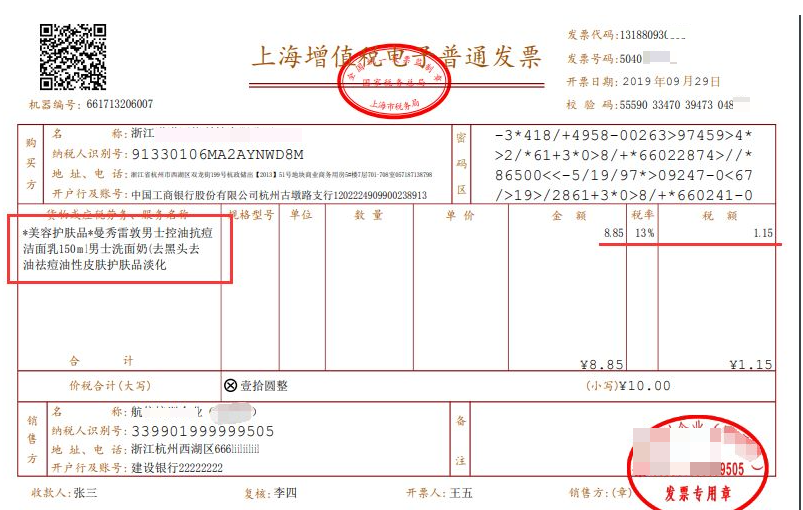 上海增值税电子普通发票
全国统一发票监制章
国家税务总局
上海市税务局
发票代码:13188093
发票号码:5040
开票日期: 2019年09月29日
校 验 码:55590 33470 39473 048
机器编号: 661713206007
购买方
名 称:浙江
纳税人识别号: 91330106MA2AYNWD8M
地 址、电 话: 浙江省杭州市西湖区双龙街199号杭政储出【2013】51号地块商业商务用房5#楼7层701-708室057187138798
开户行及账号: 中国工商银行股份有限公司杭州古墩路支行1202224909900238913
密码区
-3*418/+4958-00263>97459>4*
>2/*61+3*0>8/+*66022874>//*
86500<<-5/19/97*>09247-0<67
/>19>/2861+3*0>8/+*660241-0
货物或应税劳务、服务名称 规格型号 单位 数 量 单 价 金 额 税率 税 额
*美容护肤品*曼秀雷敦男士控油抗痘 8.85 13% 1.15
洁面乳150ml男士洗面奶(去黑头去
油祛痘油性皮肤护肤品淡化
合 计 ¥8.85 ¥1.15
价税合计(大写) ⊗壹拾圆整 (小写)¥10.00
销售方
名 称:
纳税人识别号: 339901999999505
地 址、电 话: 浙江杭州西湖区666
开户行及账号: 建设银行22222222
备注
9505
发票专用章
收款人:张三 复核:李四 开票人:王五 销售方:(章)